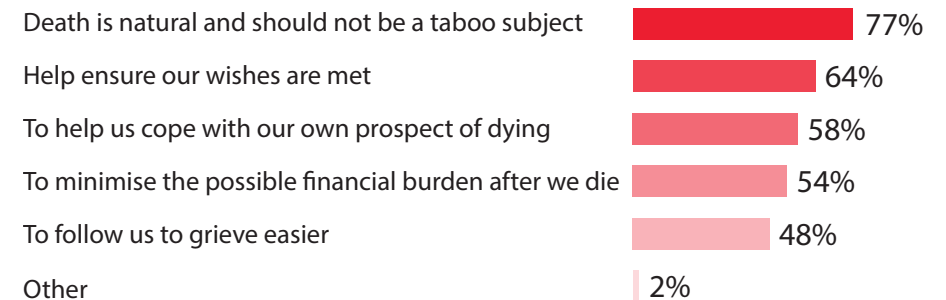 Death is natural and should not be a taboo subject 77%
Help ensure our wishes are met 64%
To help us cope with our own prospect of dying 58%
To minimise the possible financial burden after we die 54%
To follow us to grieve easier 48%
Other 2%